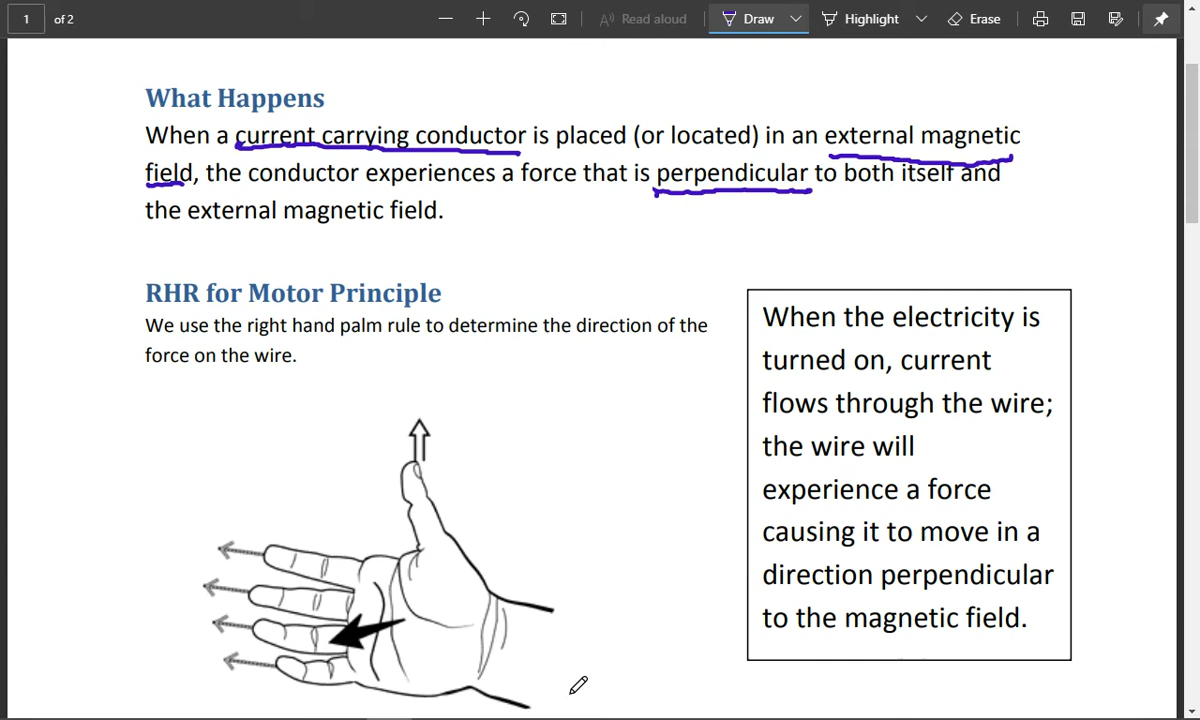 1 of 2 Read aloud Draw Highlight Erase
What Happens
When a current carrying conductor is placed (or located) in an external magnetic
field, the conductor experiences a force that is perpendicular to both itself and
the external magnetic field.
RHR for Motor Principle
We use the right hand palm rule to determine the direction of the
force on the wire.
When the electricity is
turned on, current
flows through the wire;
the wire will
experience a force
causing it to move in a
direction perpendicular
to the magnetic field.